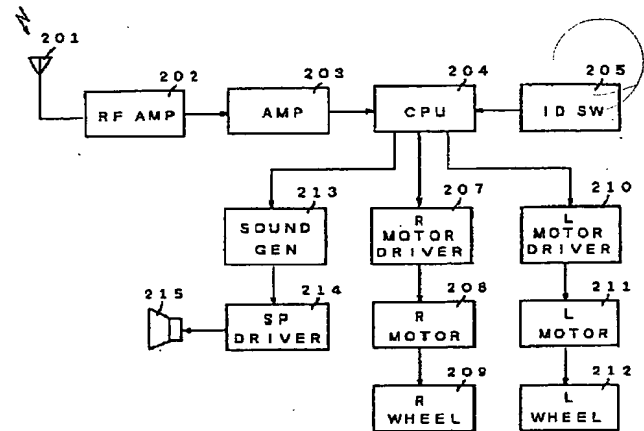 201
202
203
204
205
RF AMP
AMP
CPU
ID SW
213
207
210
SOUND
GEN
R
MOTOR
DRIVER
L
MOTOR
DRIVER
215
214
208
211
SP
DRIVER
R
MOTOR
L
MOTOR
209
212
R
WHEEL
L
WHEEL